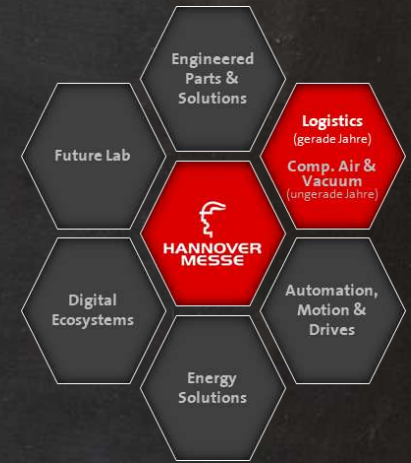 Engineered
Parts &
Solutions
Logistics
(gerade Jahre)
Comp. Air &
Vacuum
(ungerade Jahre)
Future Lab
HANNOVER
MESSE
Automation,
Motion &
Drives
Digital
Ecosystems
Energy
Solutions